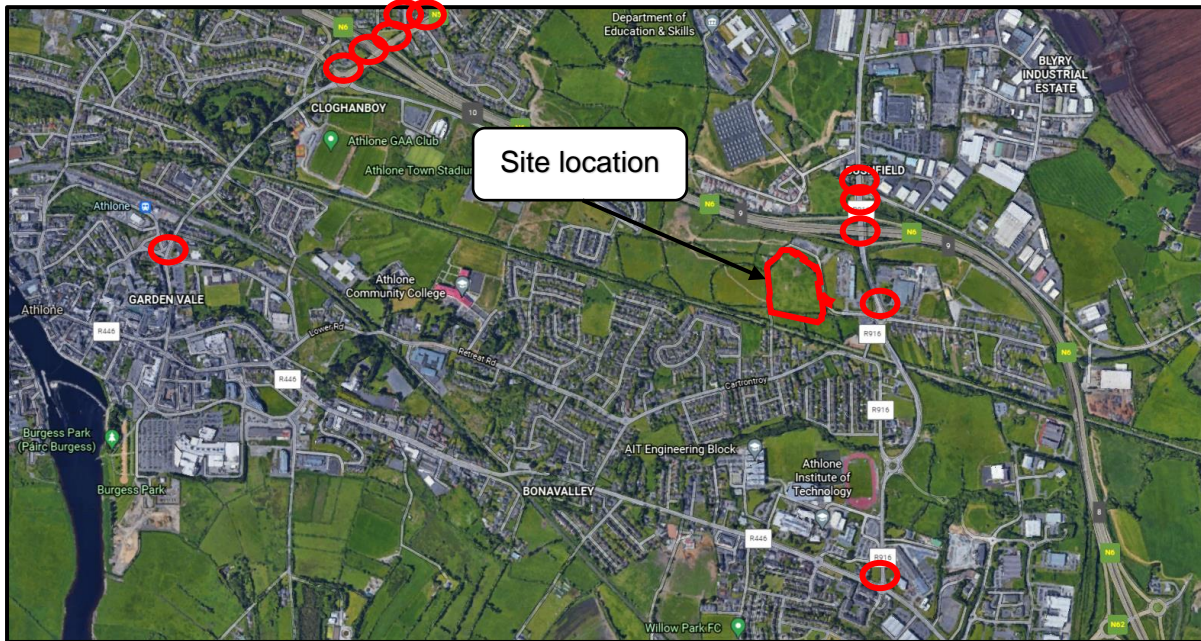 N6
N5
Department of
Education & Skills
BLYRY
INDUSTRIAL
ESTATE
CLOGHANBOY
10
Athlone GAA Club
Athlone Town Stadiu
Site location
N6
9
N6
9
Athlone
Athlone
Community College
GARDEN VALE
Athlone
R446
Lower Rd
Retreat Rd
R446
R916
N6
Cartrontroy
R916
Burgess Park
(Páirc Burgess)
AIT Engineering Block
Athlone
Institute of
Technology
Burgess Park
BONAVALLEY
8
R446
R916
N6
Willow Park FC
N62